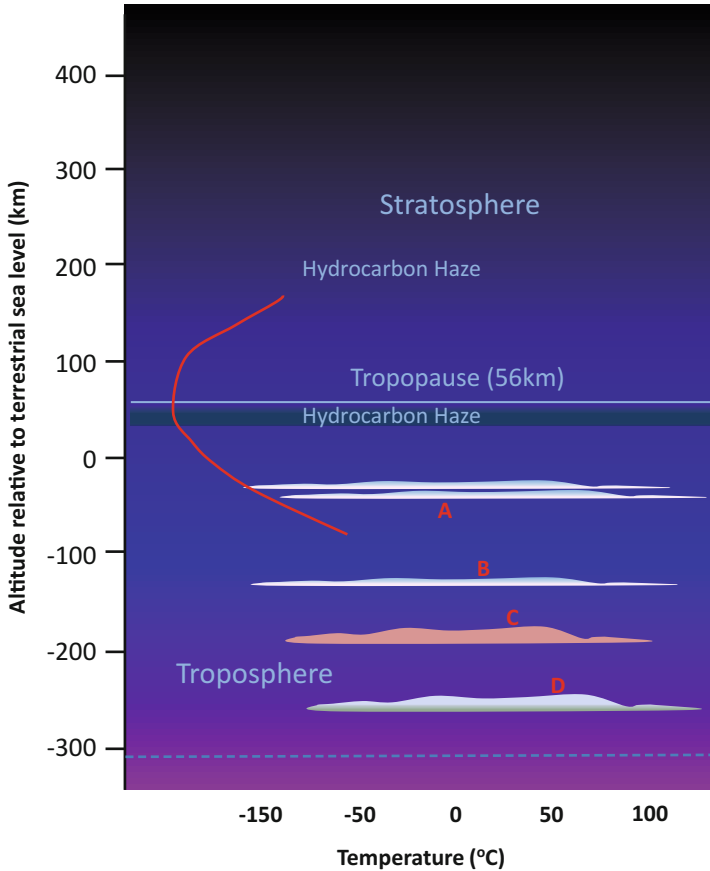 400
300
Stratosphere
200
Hydrocarbon Haze
100
Tropopause (56km)
Hydrocarbon Haze
0
A
-100
B
C
-200
Troposphere
D
-300
Altitude relative to terrestrial sea level (km)
-150
-50
0
50
100
Temperature (oC)